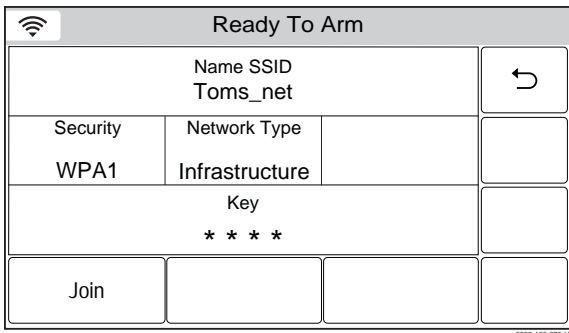 Ready To Arm
Name SSID
Toms_net
Security
Network Type
WPA1
Infrastructure
Key
* * * *
Join